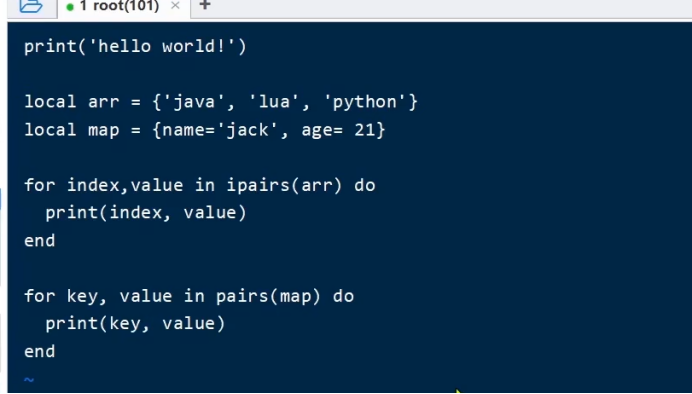 1 root(101) × +
print('hello world!')
local arr = {'java', 'lua', 'python'}
local map = {name='jack', age= 21}
for index,value in ipairs(arr) do
  print(index, value)
end
for key, value in pairs(map) do
  print(key, value)
end
~